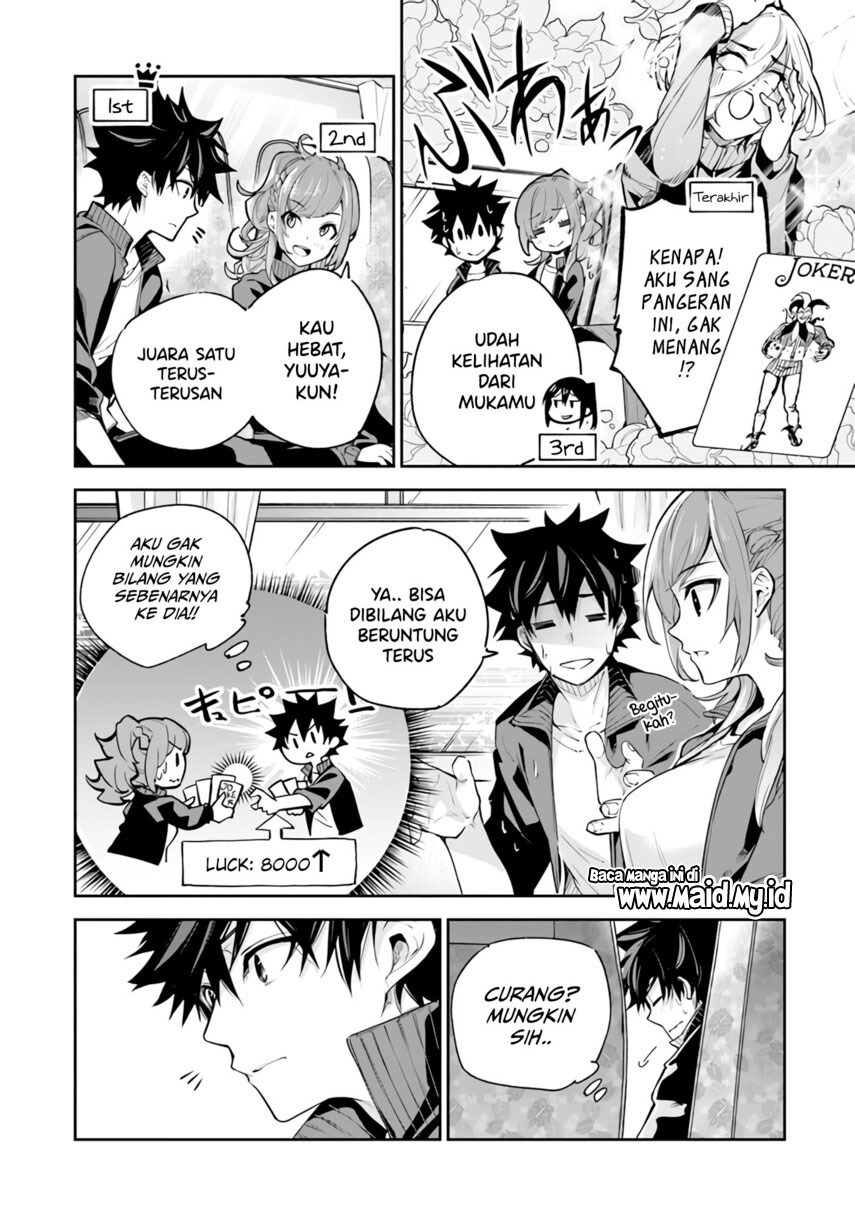 Terakhir
KENAPA!
AKU SANG
PANGERAN
INI, GAK
MENANG
!?
JOKER
ぶわぁっ
UDAH
KELIHATAN
DARI
MUKAMU
3rd
1st
2nd
KAU
HEBAT,
YUUYA-
KUN!
JUARA SATU
TERUS-
TERUSAN
YA.. BISA
DIBILANG AKU
BERUNTUNG
TERUS
Begitu-
kah?
AKU GAK
MUNGKIN
BILANG YANG
SEBENARNYA
KE DIA!!
キュピーン
JOKER
LUCK: 8000↑
Baca manga ini di
www.Maid.My.id
CURANG?
MUNGKIN
SIH..